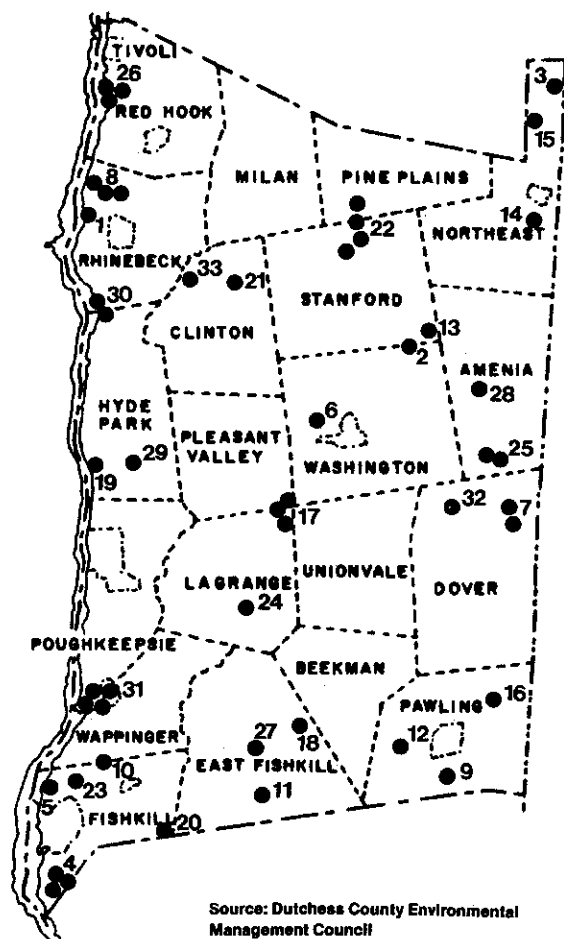 TIVOLI
26
3
RED HOOK
15
8
MILAN
PINE PLAINS
1
22
14
NORTHEAST
RHINEBECK
33
21
STANFORD
30
13
CLINTON
2
AMENIA
28
HYDE
PARK
6
PLEASANT
VALLEY
29
19
WASHINGTON
25
32
7
17
LAGRANGE
UNIONVALE
DOVER
24
POUGHKEEPSIE
BEEKMAN
31
16
PAWLING
WAPPINGER
27
18
12
10
EAST FISHKILL
9
5
23
11
FISHKILL
20
4
Source: Dutchess County Environmental
Management Council